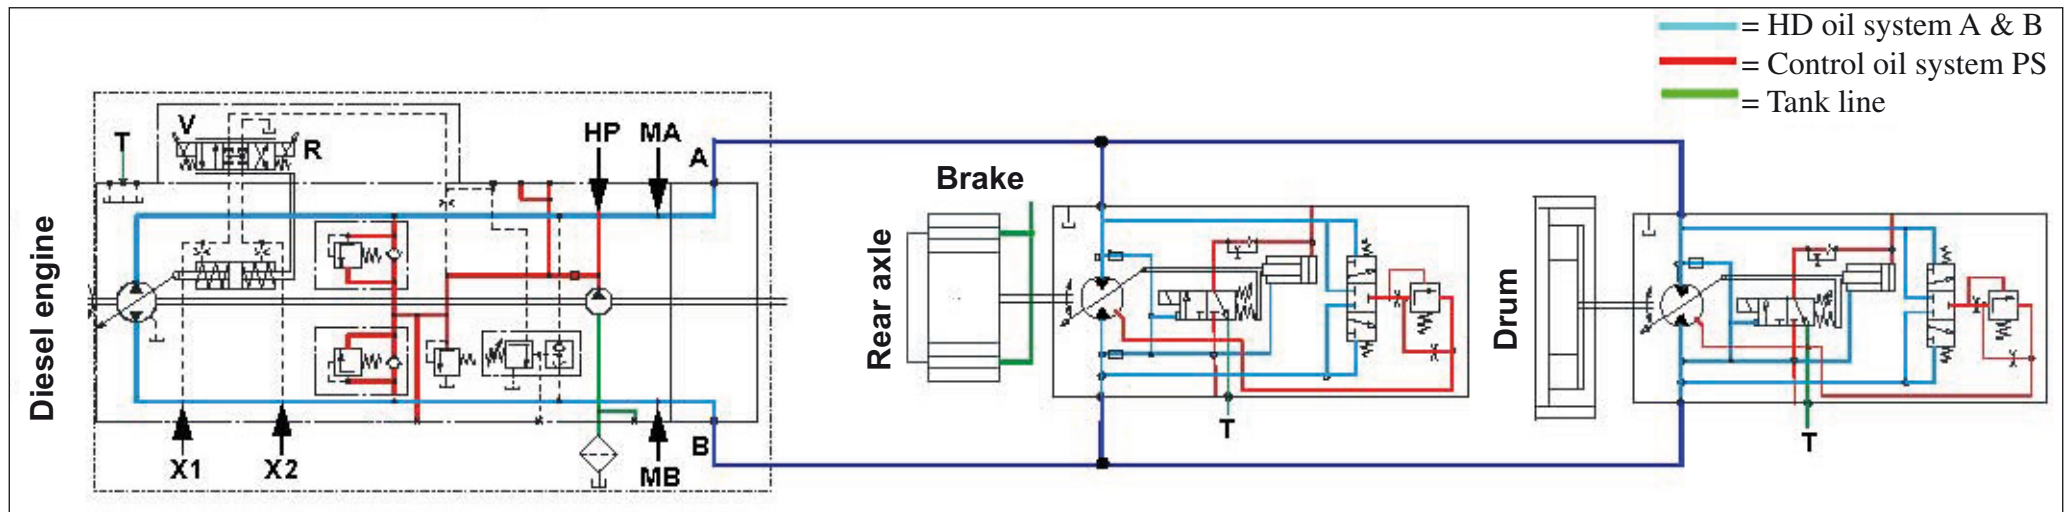 = HD oil system A & B
= Control oil system PS
= Tank line
T
V
R
HP
MA
A
Diesel engine
X1
X2
MB
B
Brake
Rear axle
T
Drum
T